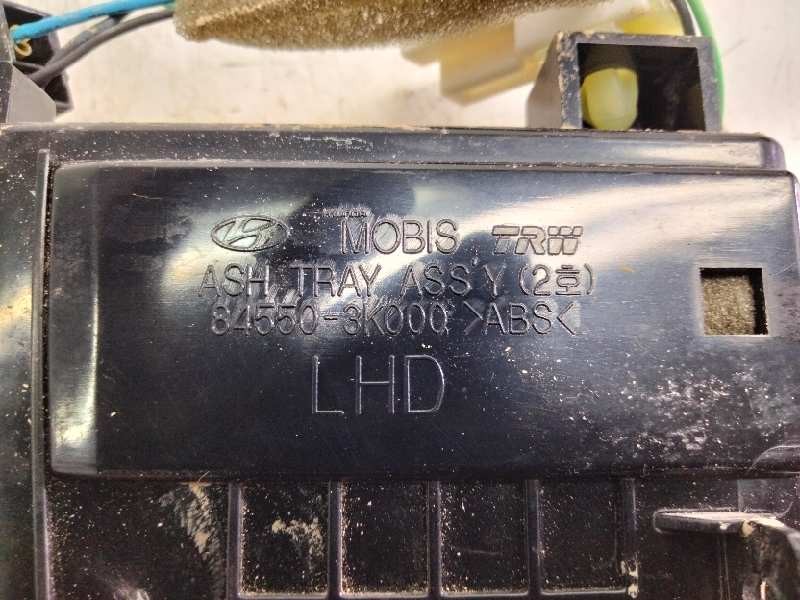 MOBIS TRW
ASH TRAY ASS'Y (2호)
84550-3K000 >ABS<
LHD